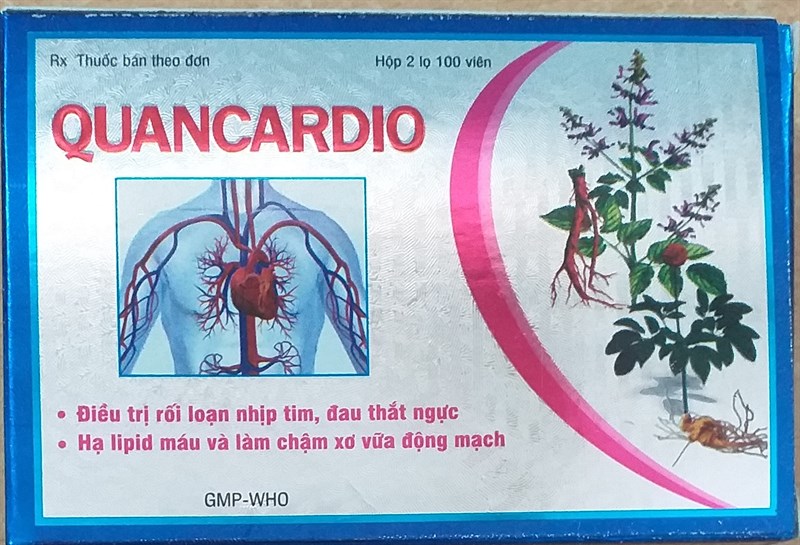 Rx Thuốc bán theo đơn
Hộp 2 lọ 100 viên
QUANCARDIO
• Điều trị rối loạn nhịp tim, đau thắt ngực
• Hạ lipid máu và làm chậm xơ vữa động mạch
GMP-WHO